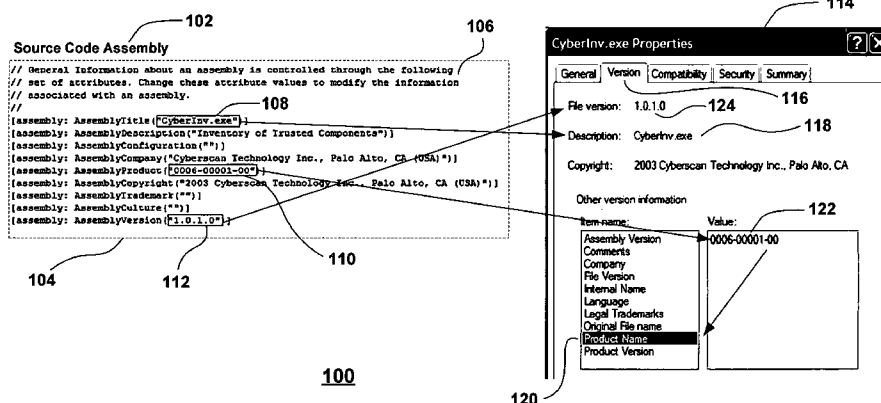 102
Source Code Assembly
106
// General Information about an assembly is controlled through the following
// set of attributes. Change these attribute values to modify the information
// associated with an assembly.
//
108
[assembly: AssemblyTitle("CyberInv.exe")]
[assembly: AssemblyDescription("Inventory of Trusted Components")]
[assembly: AssemblyConfiguration("")]
[assembly: AssemblyCompany("Cyberscan Technology Inc., Palo Alto, CA (USA)")]
[assembly: AssemblyProduct("0006-00001-00")]
[assembly: AssemblyCopyright("2003 Cyberscan Technology Inc., Palo Alto, CA (USA)")]
[assembly: AssemblyTrademark("")]
[assembly: AssemblyCulture("")]
[assembly: AssemblyVersion("1.0.1.0")]
104
112
110
100
114
CyberInv.exe Properties
? X
General Version Compatibility Security Summary
116
File version: 1.0.1.0
124
118
Description: CyberInv.exe
Copyright: 2003 Cyberscan Technology Inc., Palo Alto, CA
Other version information
122
Item name: Value:
Assembly Version
Comments
Company
File Version
Internal Name
Language
Legal Trademarks
Original File name
Product Name
Product Version
0006-00001-00
120